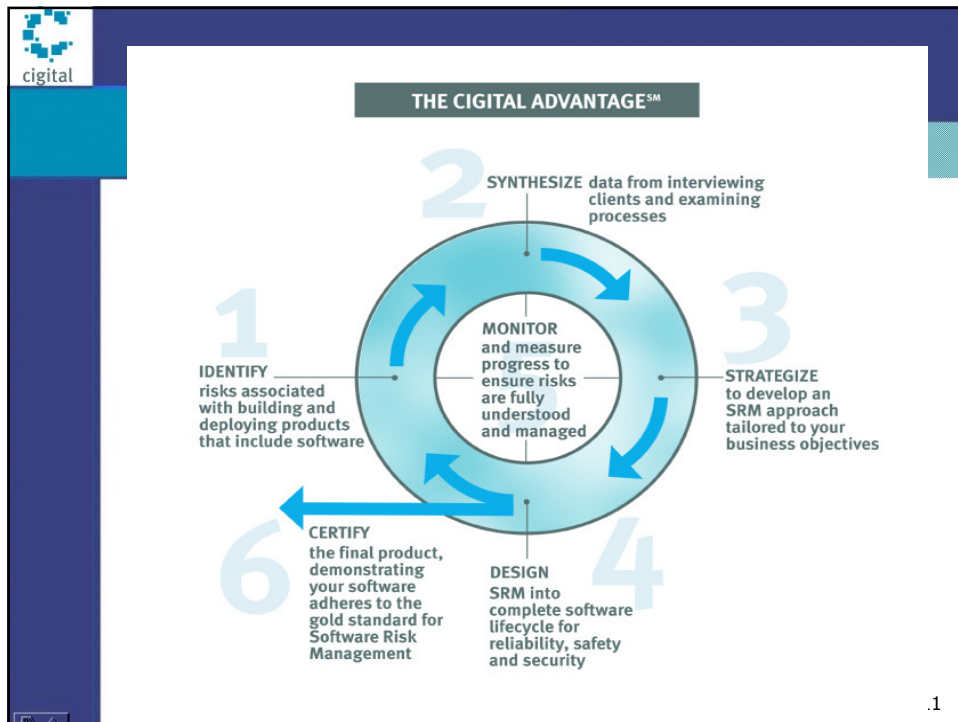 cigital
THE CIGITAL ADVANTAGE℠
2
SYNTHESIZE data from interviewing
clients and examining
processes
1
IDENTIFY
risks associated
with building and
deploying products
that include software
3
STRATEGIZE
to develop an
SRM approach
tailored to your
business objectives
5
MONITOR
and measure
progress to
ensure risks
are fully
understood
and managed
4
DESIGN
SRM into
complete software
lifecycle for
reliability, safety
and security
6
CERTIFY
the final product,
demonstrating
your software
adheres to the
gold standard for
Software Risk
Management
.1